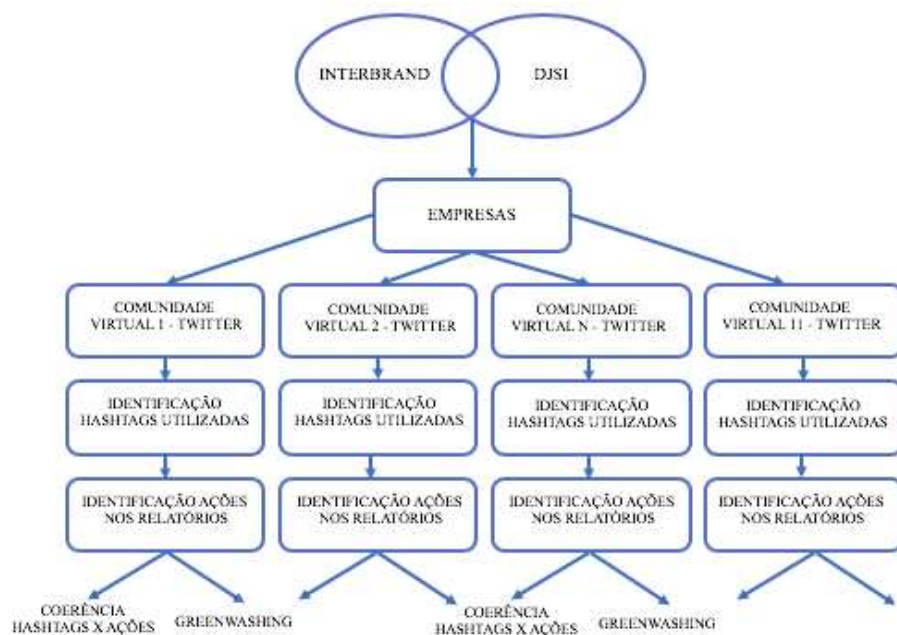 INTERBRAND
DJSI
EMPRESAS
COMUNIDADE
VIRTUAL 1 - TWITTER
COMUNIDADE
VIRTUAL 2 - TWITTER
COMUNIDADE
VIRTUAL N - TWITTER
COMUNIDADE
VIRTUAL 11 - TWITTER
IDENTIFICAÇÃO
HASHTAGS UTILIZADAS
IDENTIFICAÇÃO
HASHTAGS UTILIZADAS
IDENTIFICAÇÃO
HASHTAGS UTILIZADAS
IDENTIFICAÇÃO
HASHTAGS UTILIZADAS
IDENTIFICAÇÃO AÇÕES
NOS RELATÓRIOS
IDENTIFICAÇÃO AÇÕES
NOS RELATÓRIOS
IDENTIFICAÇÃO AÇÕES
NOS RELATÓRIOS
IDENTIFICAÇÃO AÇÕES
NOS RELATÓRIOS
COERÊNCIA
HASHTAGS X AÇÕES
GREENWASHING
COERÊNCIA
HASHTAGS X AÇÕES
GREENWASHING